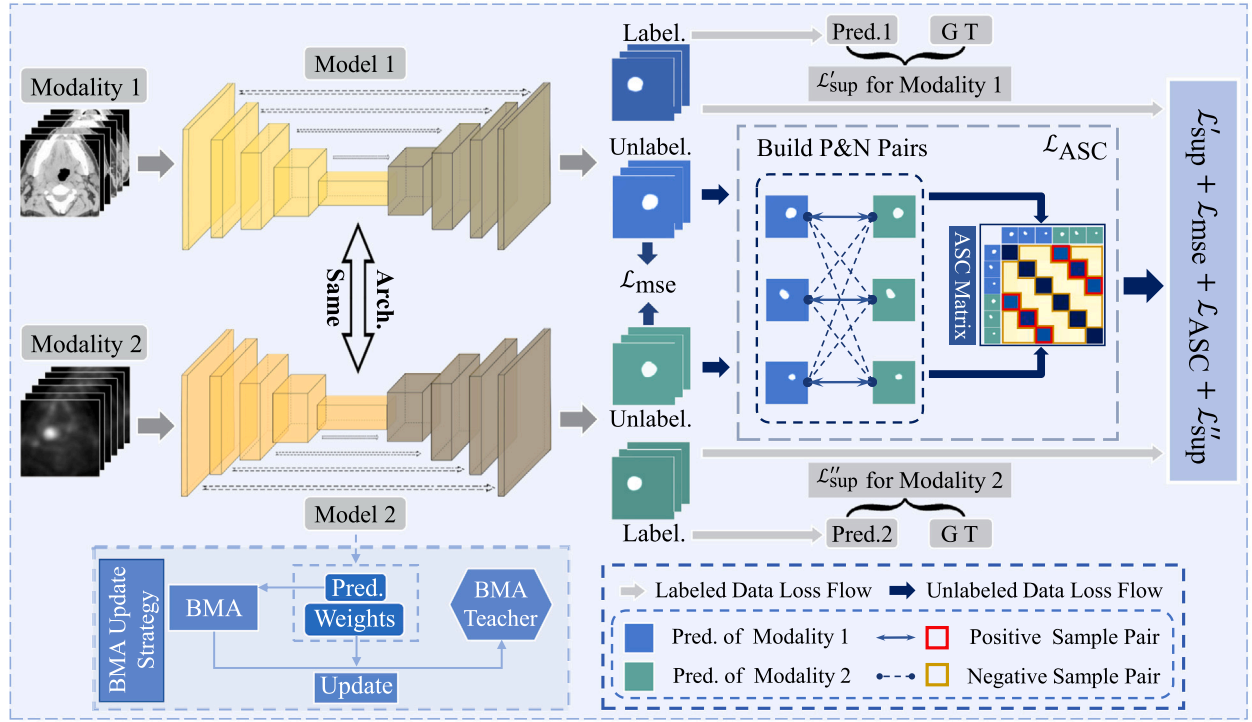 Modality 1
Model 1
Label.
Pred.1
G T
ℒ′sup for Modality 1
Unlabel.
Build P&N Pairs
ℒASC
ASC Matrix
Same
Arch.
ℒmse
ℒ′sup + ℒmse + ℒASC + ℒ″sup
Modality 2
Unlabel.
ℒ″sup for Modality 2
Model 2
Label.
Pred.2
G T
BMA Update
Strategy
BMA
Pred.
Weights
BMA
Teacher
Update
Labeled Data Loss Flow
Unlabeled Data Loss Flow
Pred. of Modality 1
Positive Sample Pair
Pred. of Modality 2
Negative Sample Pair